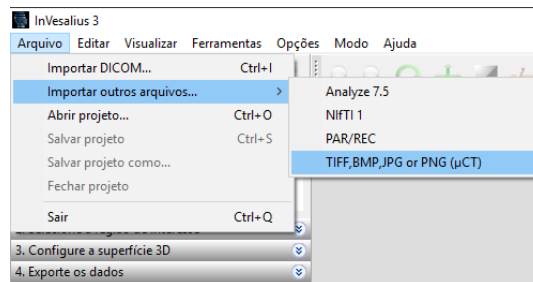 InVesalius 3
Arquivo Editar Visualizar Ferramentas Opções Modo Ajuda
Importar DICOM... Ctrl+I
Importar outros arquivos... >
Analyze 7.5
Abrir projeto... Ctrl+O
NIfTI 1
Salvar projeto Ctrl+S
PAR/REC
Salvar projeto como...
TIFF,BMP,JPG or PNG (µCT)
Fechar projeto
Sair Ctrl+Q
3. Configure a superfície 3D
4. Exporte os dados